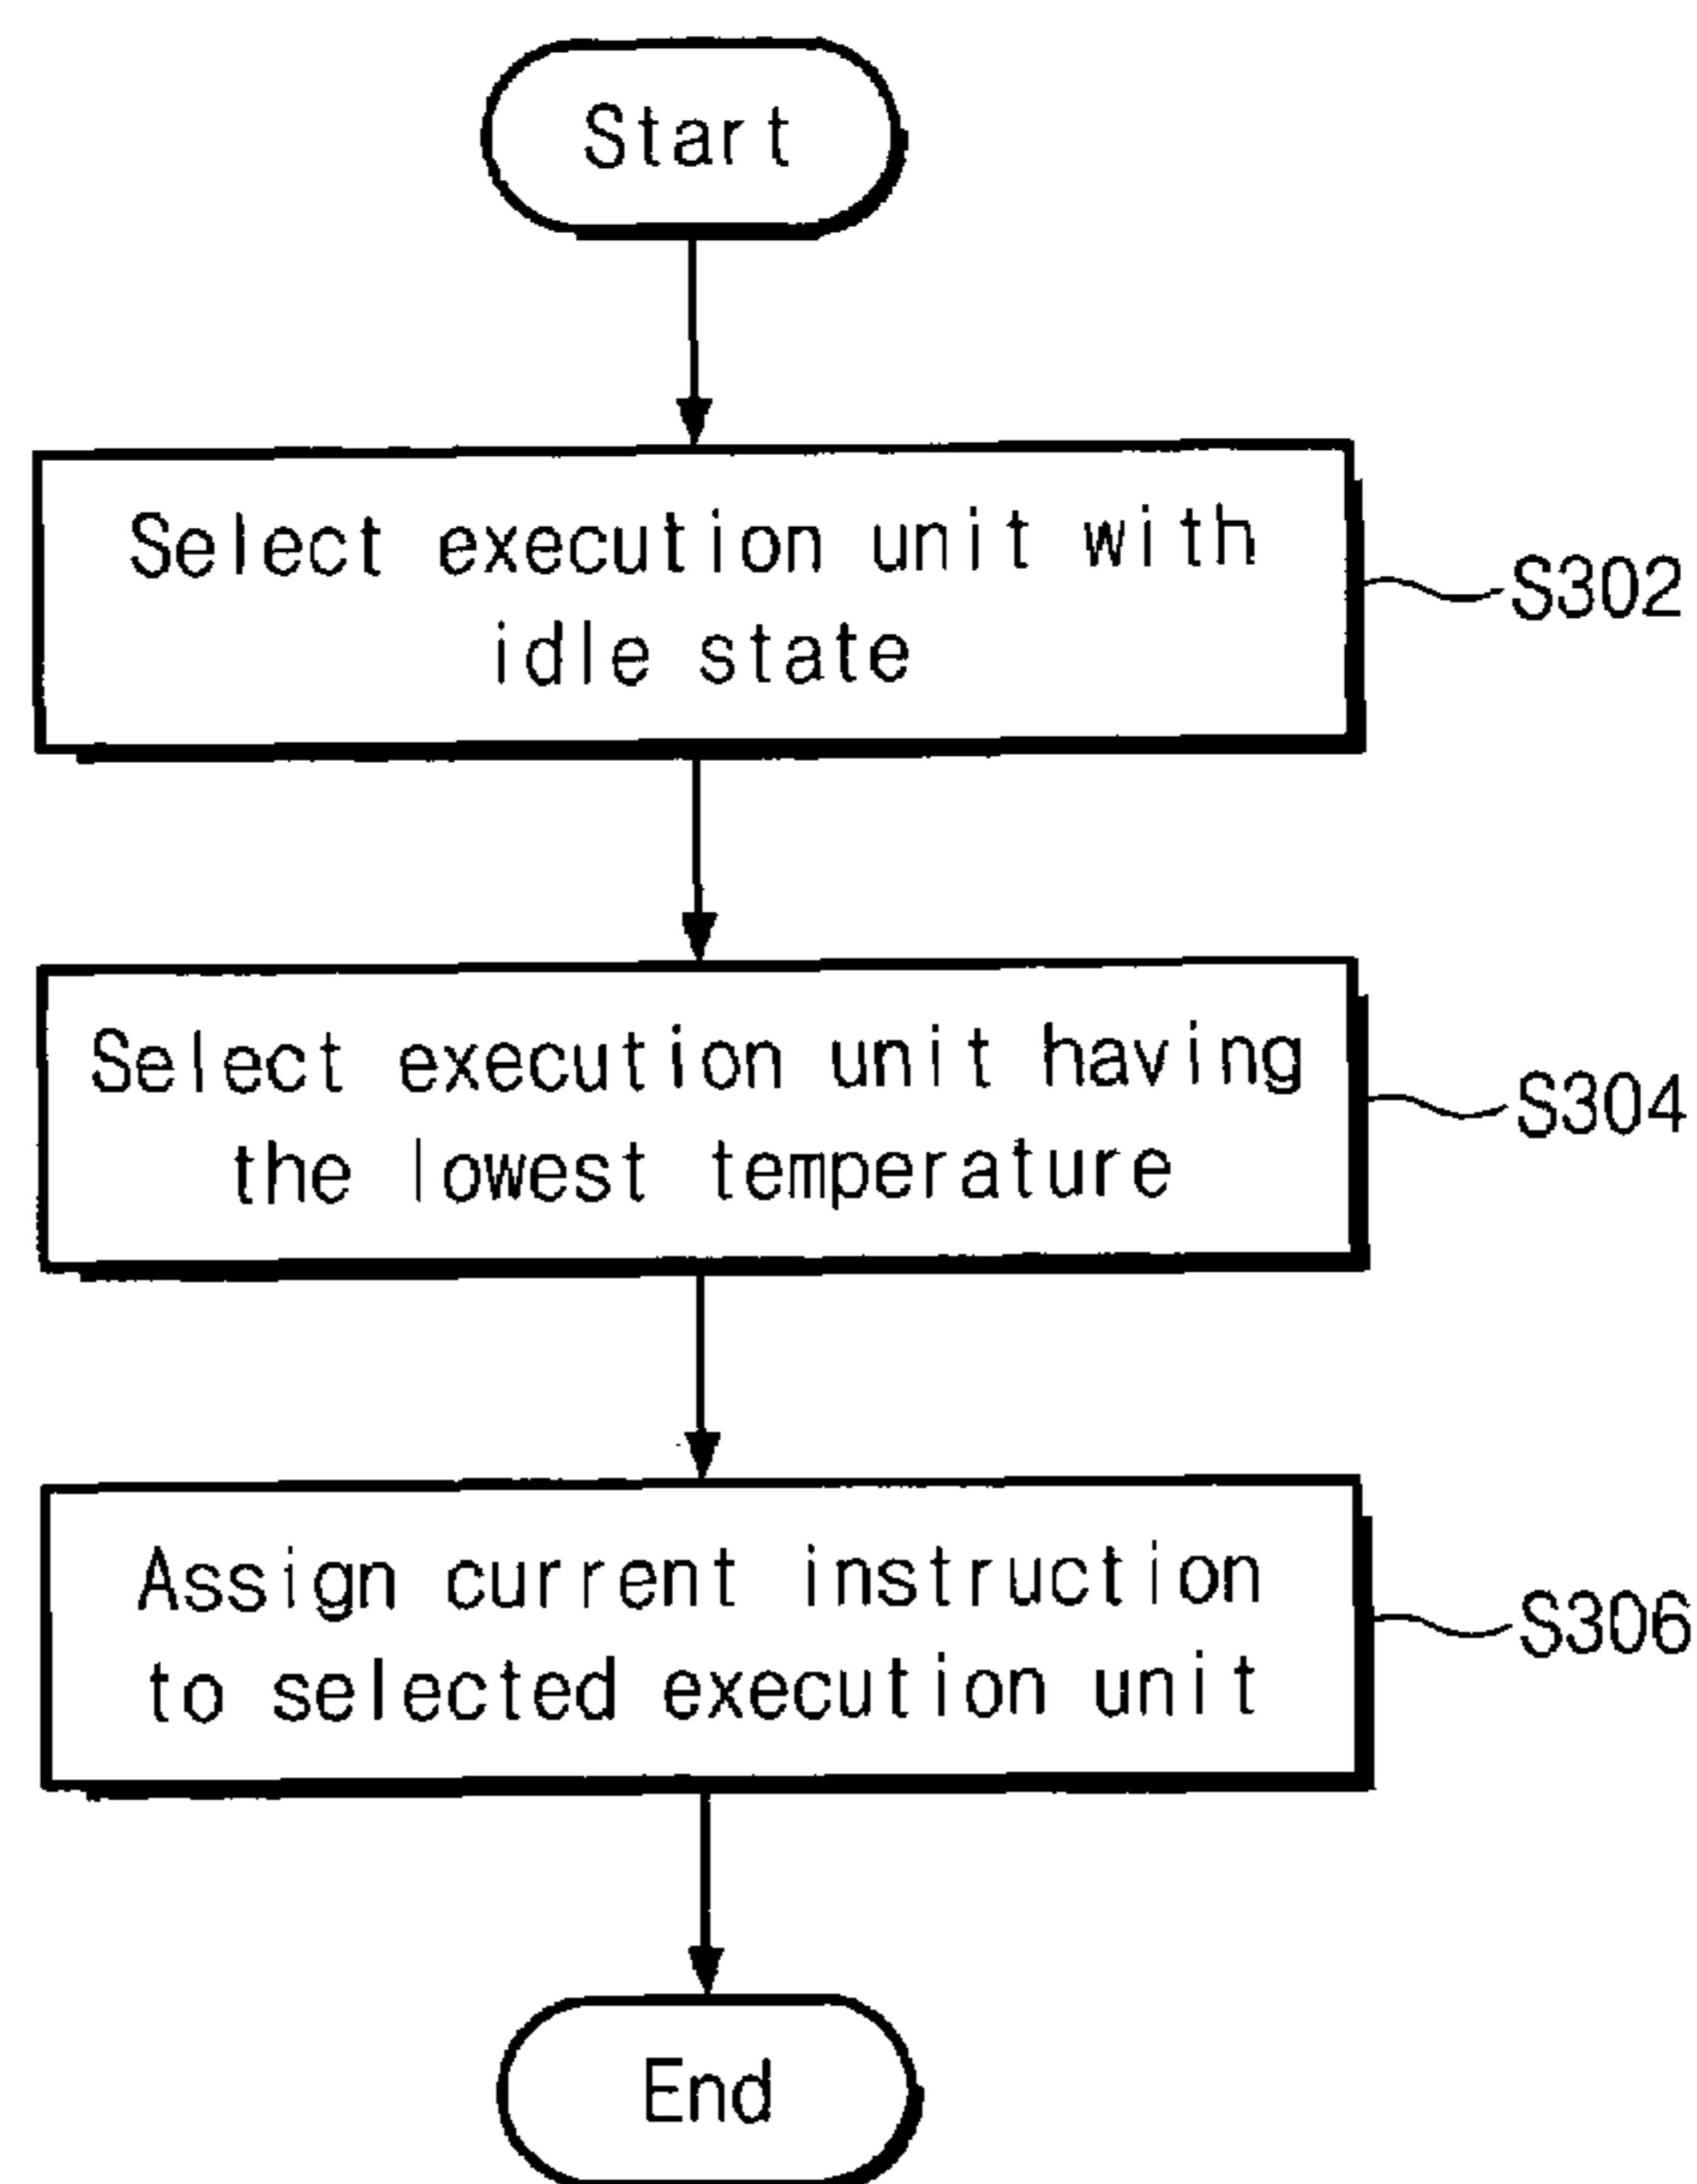 Start
Select execution unit with
idle state
S302
Select execution unit having
the lowest temperature
S304
Assign current instruction
to selected execution unit
S306
End